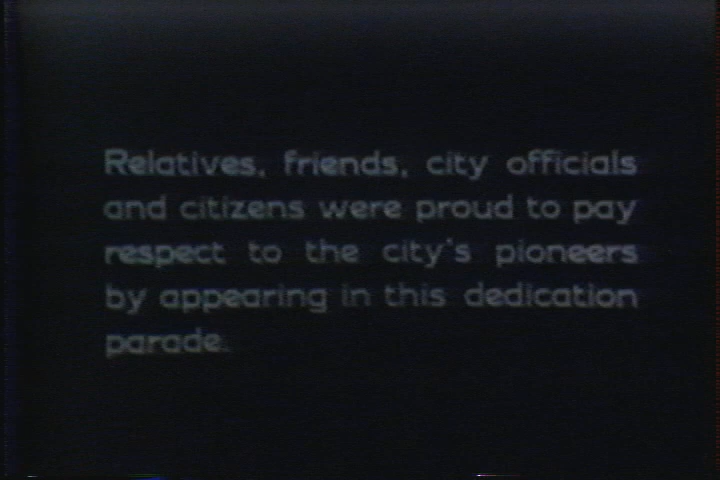 Relatives, friends, city officials
and citizens were proud to pay
respect to the city's pioneers
by appearing in this dedication
parade.